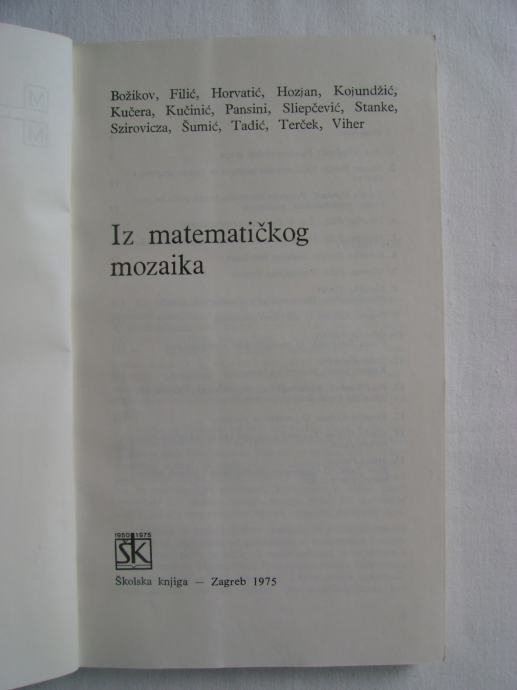 Božikov, Filić, Horvatić, Hozjan, Kojundžić,
Kučera, Kučinić, Pansini, Sliepčević, Stanke,
Szirovicza, Šumić, Tadić, Terček, Viher
Iz matematičkog
mozaika
1950 1975
ŠK
Školska knjiga — Zagreb 1975